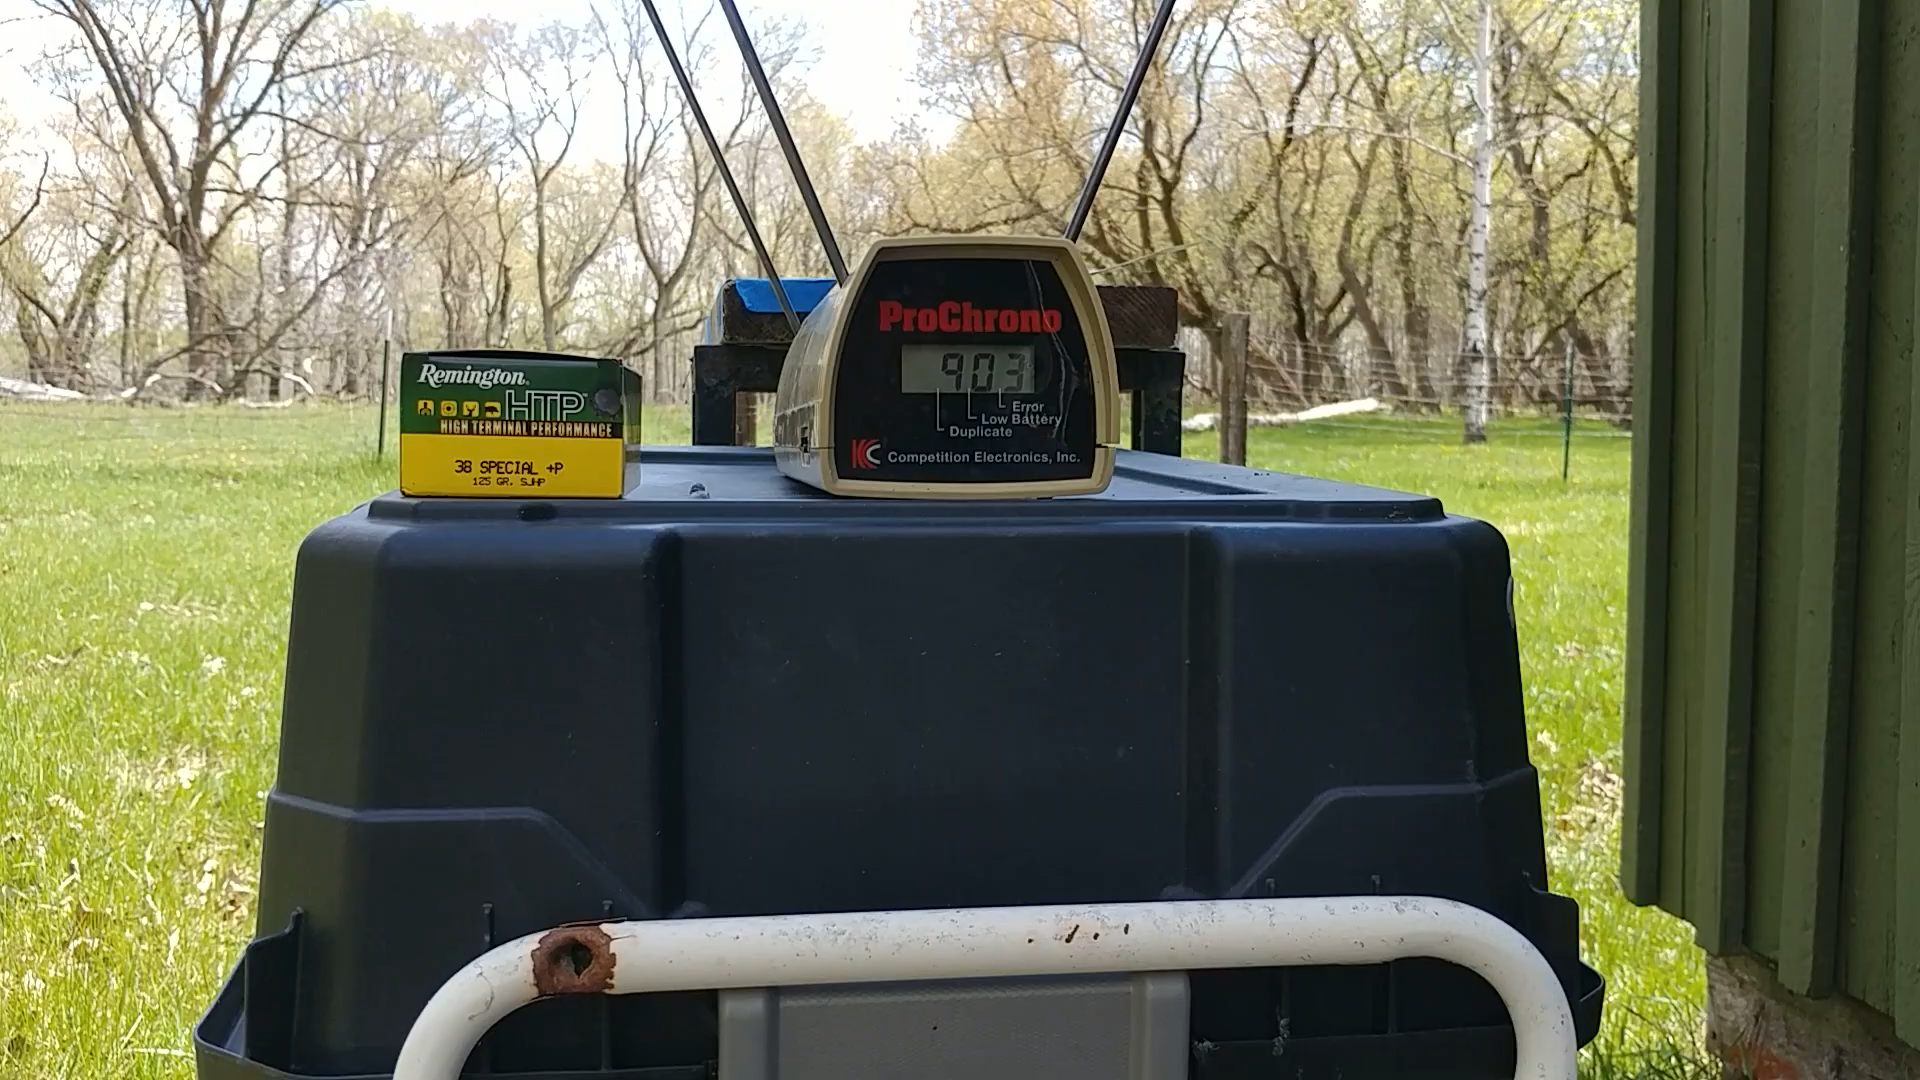 Remington
HTP
HIGH TERMINAL PERFORMANCE
38 SPECIAL +P
125 GR. SJHP
ProChrono
903
Error
Low Battery
Duplicate
Competition Electronics, Inc.